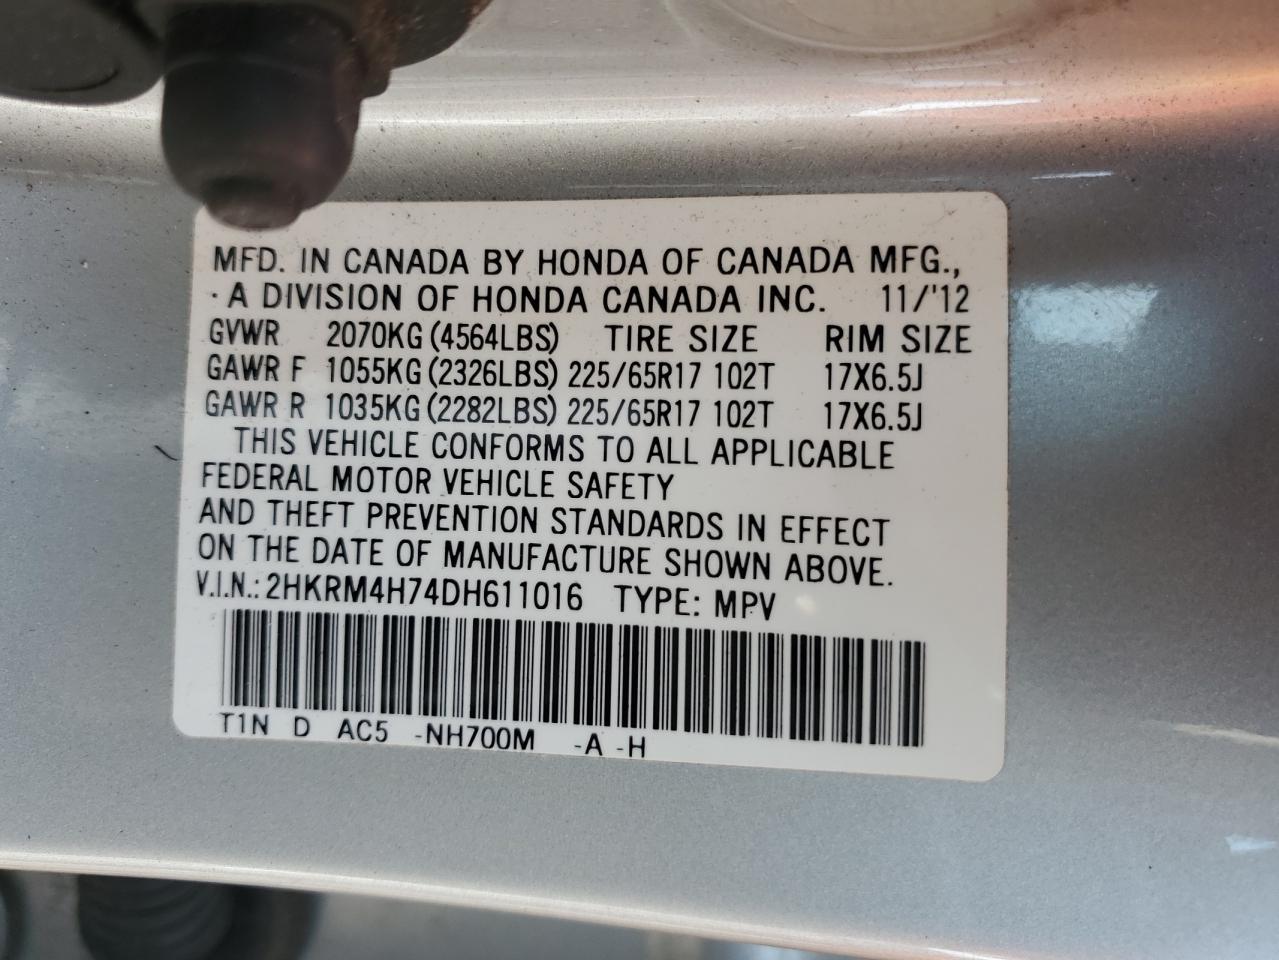 MFD. IN CANADA BY HONDA OF CANADA MFG.,
· A DIVISION OF HONDA CANADA INC. 11/'12
GVWR 2070KG (4564LBS) TIRE SIZE RIM SIZE
GAWR F 1055KG (2326LBS) 225/65R17 102T 17X6.5J
GAWR R 1035KG (2282LBS) 225/65R17 102T 17X6.5J
THIS VEHICLE CONFORMS TO ALL APPLICABLE
FEDERAL MOTOR VEHICLE SAFETY
AND THEFT PREVENTION STANDARDS IN EFFECT
ON THE DATE OF MANUFACTURE SHOWN ABOVE.
V.I.N.: 2HKRM4H74DH611016 TYPE: MPV
T1N D AC5 -NH700M -A -H